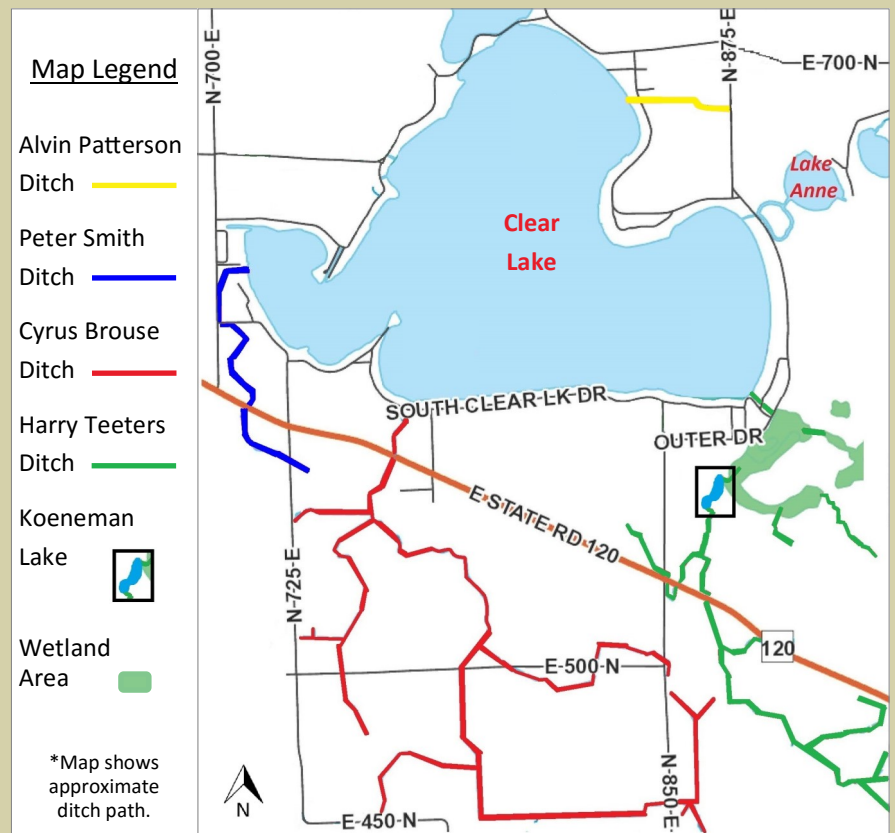 Map Legend
Alvin Patterson
Ditch
Peter Smith
Ditch
Cyrus Brouse
Ditch
Harry Teeters
Ditch
Koeneman
Lake
Wetland
Area
*Map shows
approximate
ditch path.
N-700-E
N-875-E
E-700-N
Lake
Anne
Clear
Lake
SOUTH CLEAR LK DR
OUTER DR
E STATE RD 120
N-725-E
120
E-500-N
N-850-E
E-450-N
N